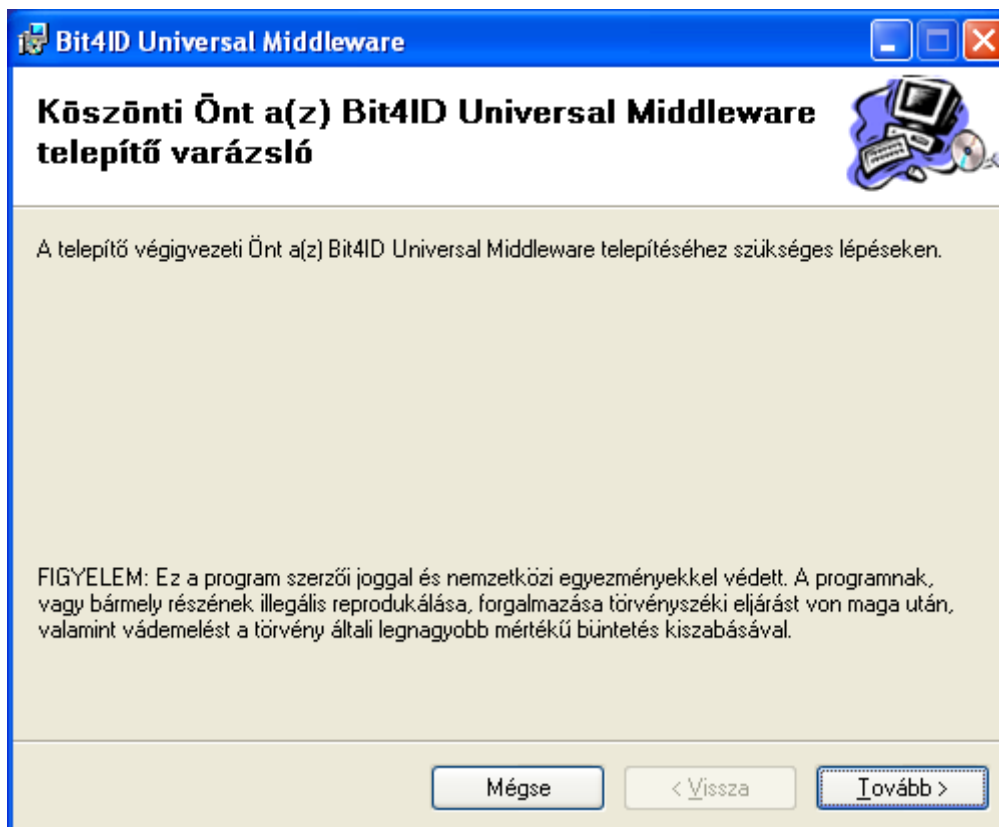 Bit4ID Universal Middleware
Köszönti Önt a(z) Bit4ID Universal Middleware
telepítő varázsló
A telepítő végigvezeti Önt a(z) Bit4ID Universal Middleware telepítéséhez szükséges lépéseken.
FIGYELEM: Ez a program szerzői joggal és nemzetközi egyezményekkel védett. A programnak,
vagy bármely részének illegális reprodukálása, forgalmazása törvényszéki eljárást von maga után,
valamint vádemelést a törvény általi legnagyobb mértékű büntetés kiszabásával.
Mégse
< Vissza
Tovább >